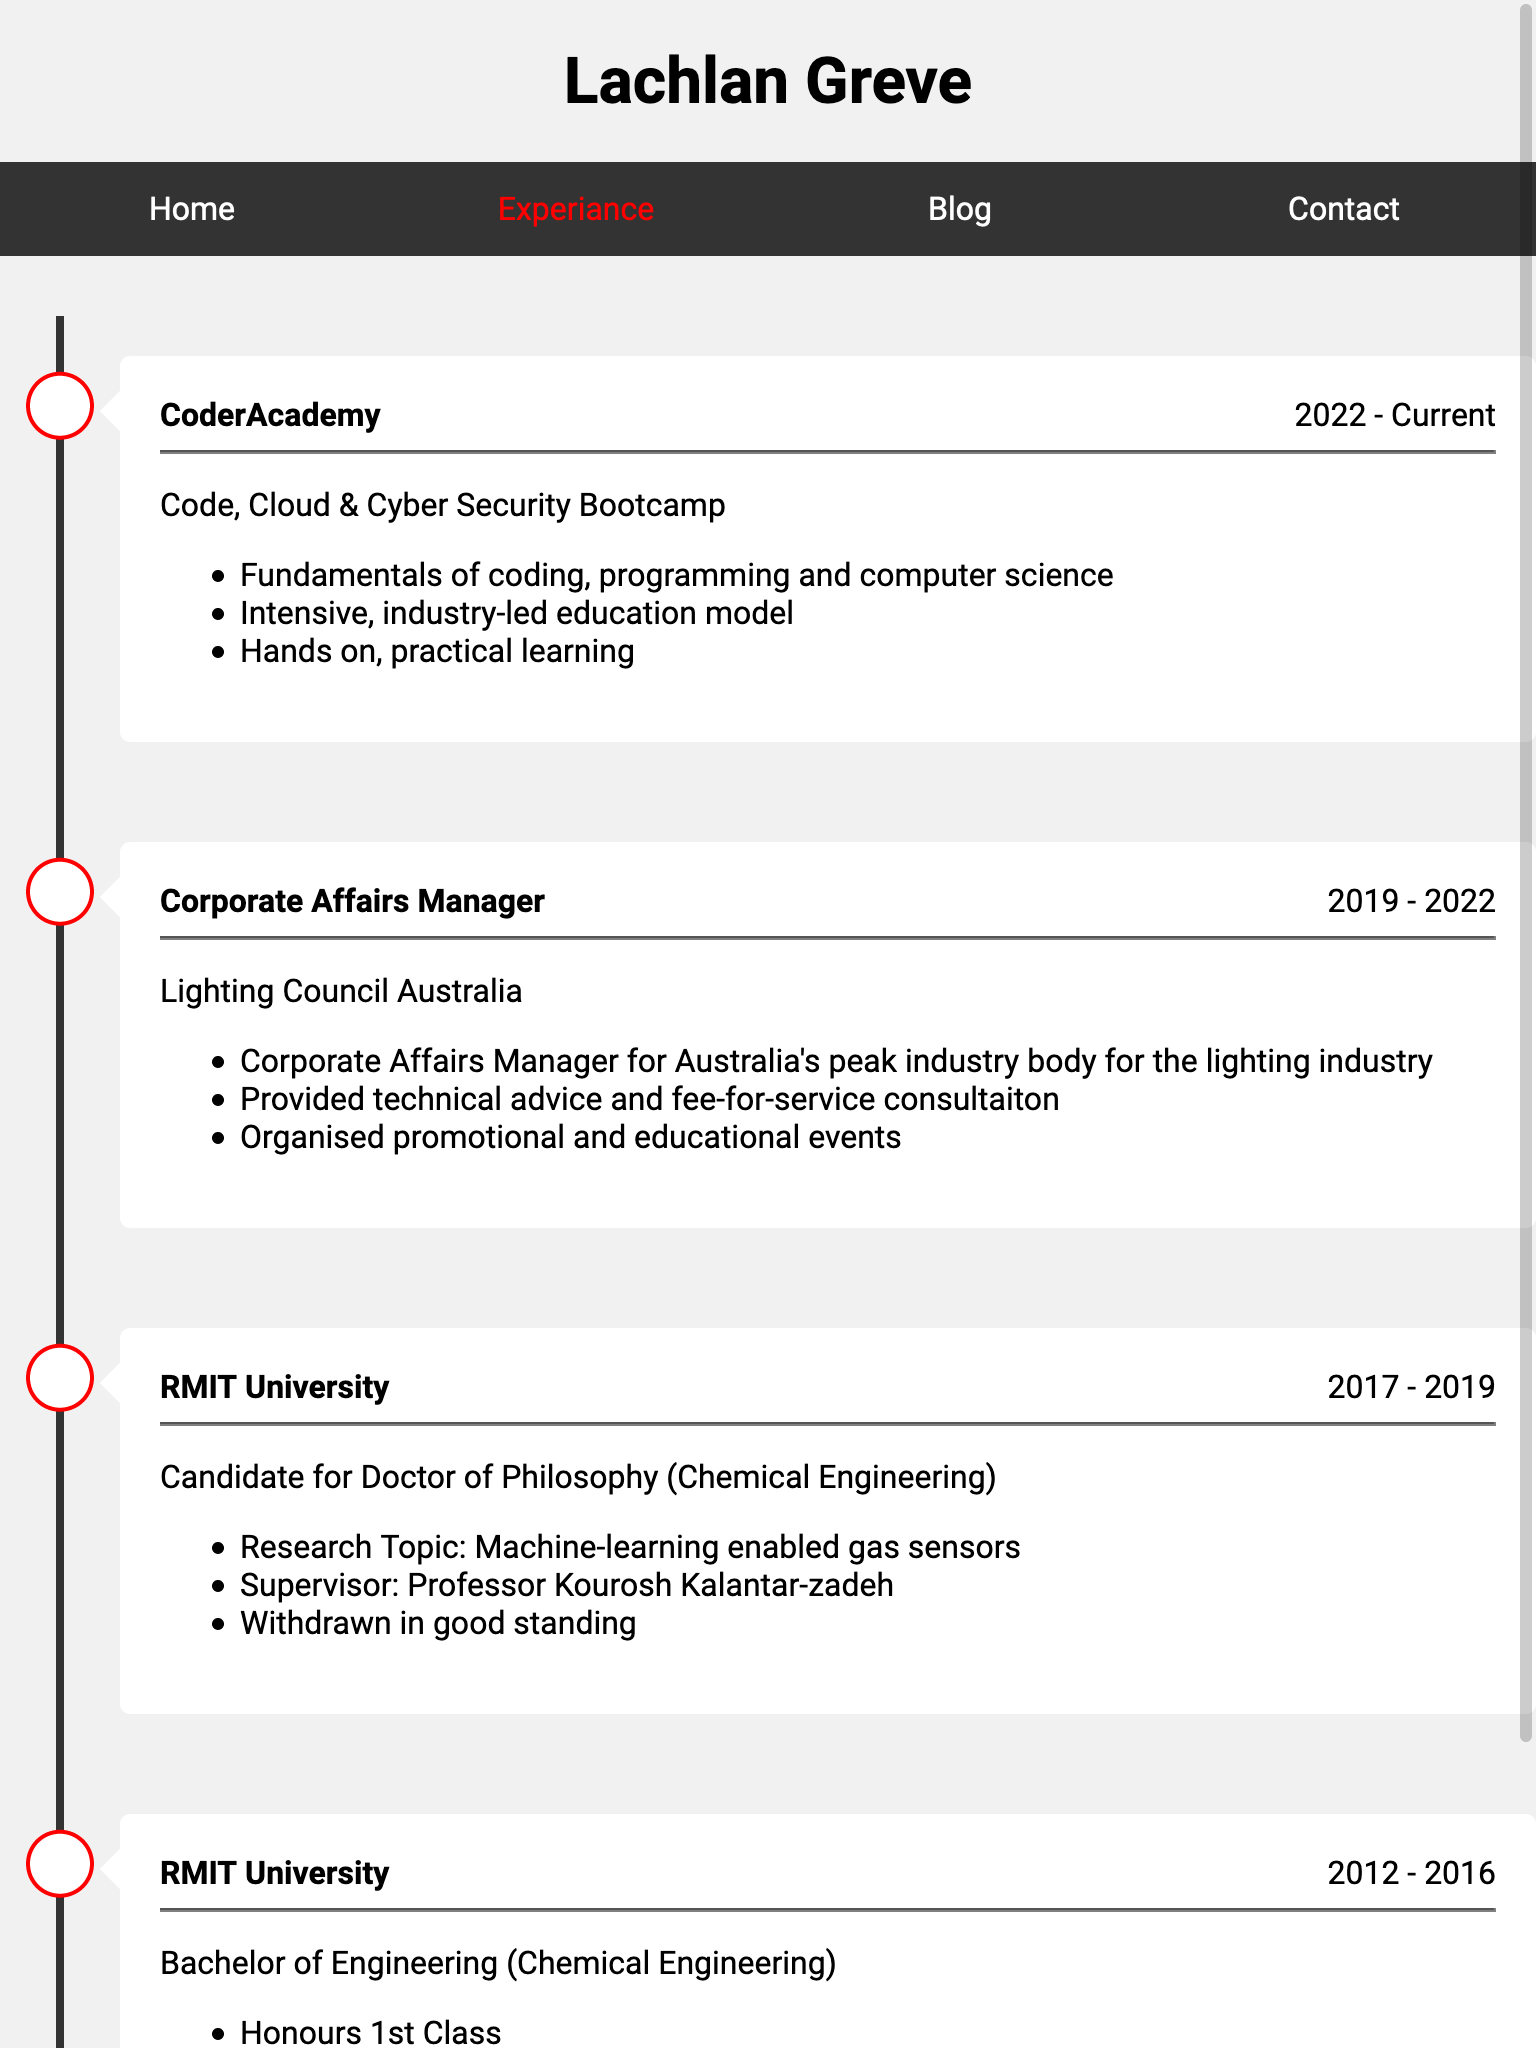 Lachlan Greve
Home Experiance Blog Contact
CoderAcademy 2022 - Current
Code, Cloud & Cyber Security Bootcamp
Fundamentals of coding, programming and computer science
Intensive, industry-led education model
Hands on, practical learning
Corporate Affairs Manager 2019 - 2022
Lighting Council Australia
Corporate Affairs Manager for Australia's peak industry body for the lighting industry
Provided technical advice and fee-for-service consultaiton
Organised promotional and educational events
RMIT University 2017 - 2019
Candidate for Doctor of Philosophy (Chemical Engineering)
Research Topic: Machine-learning enabled gas sensors
Supervisor: Professor Kourosh Kalantar-zadeh
Withdrawn in good standing
RMIT University 2012 - 2016
Bachelor of Engineering (Chemical Engineering)
Honours 1st Class